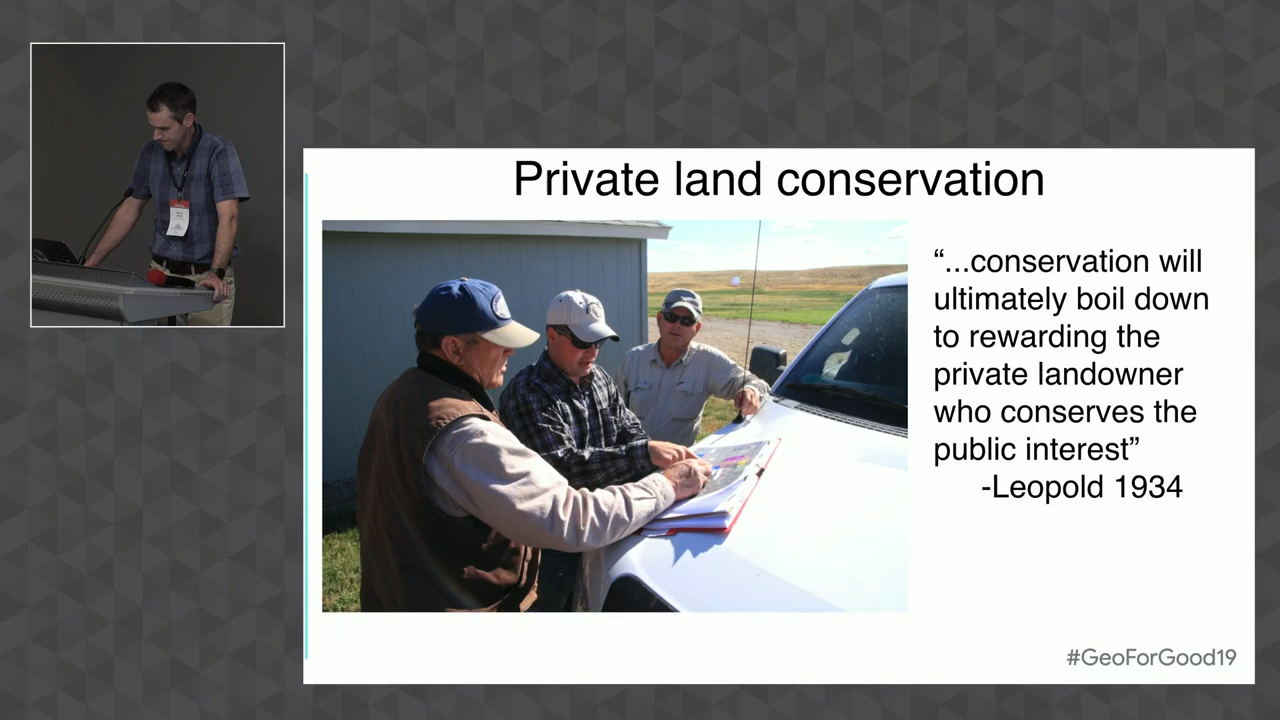 Private land conservation
“...conservation will
ultimately boil down
to rewarding the
private landowner
who conserves the
public interest”
-Leopold 1934
#GeoForGood19